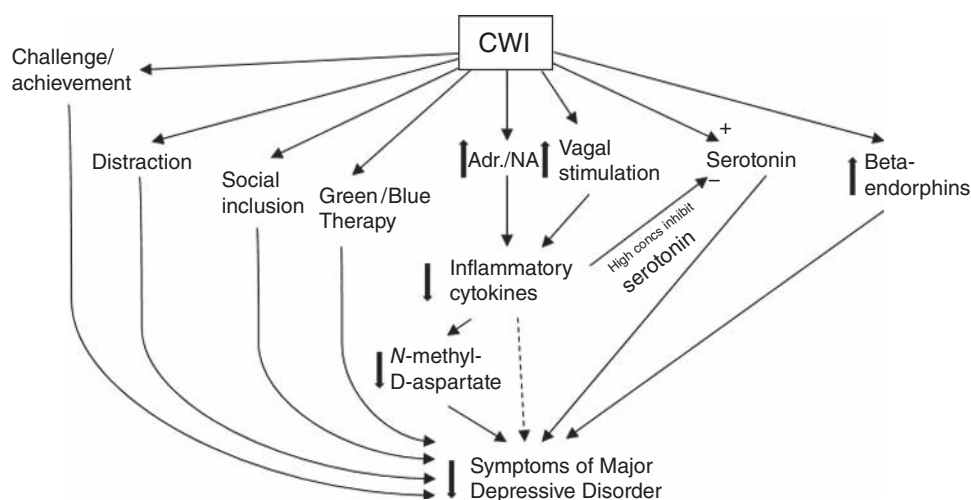 CWI
Challenge/
achievement
Distraction
Social
inclusion
Green/Blue
Therapy
Adr./NA
Vagal
stimulation
+
Serotonin
−
Beta-
endorphins
High concs inhibit
serotonin
Inflammatory
cytokines
N-methyl-
D-aspartate
Symptoms of Major
Depressive Disorder